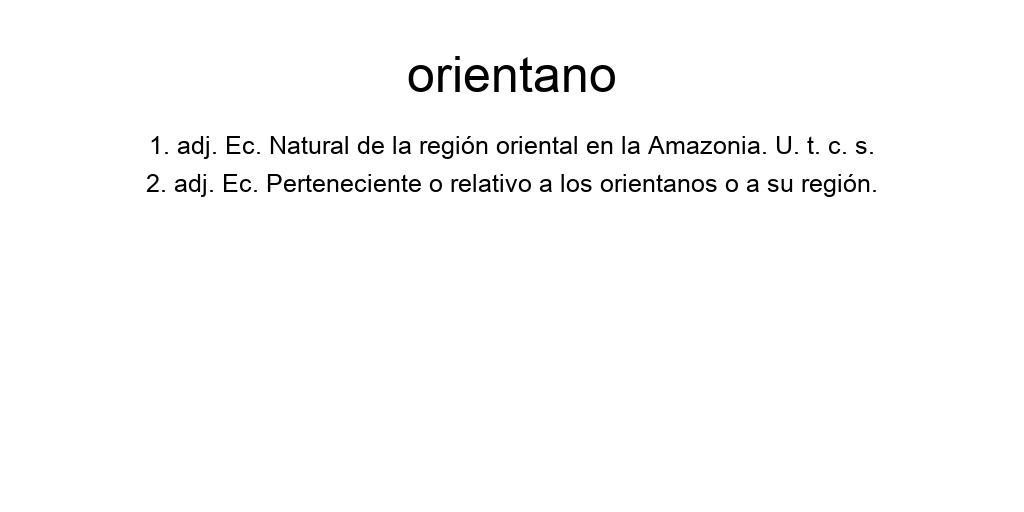 orientano
1. adj. Ec. Natural de la región oriental en la Amazonia. U. t. c. s.
2. adj. Ec. Perteneciente o relativo a los orientanos o a su región.